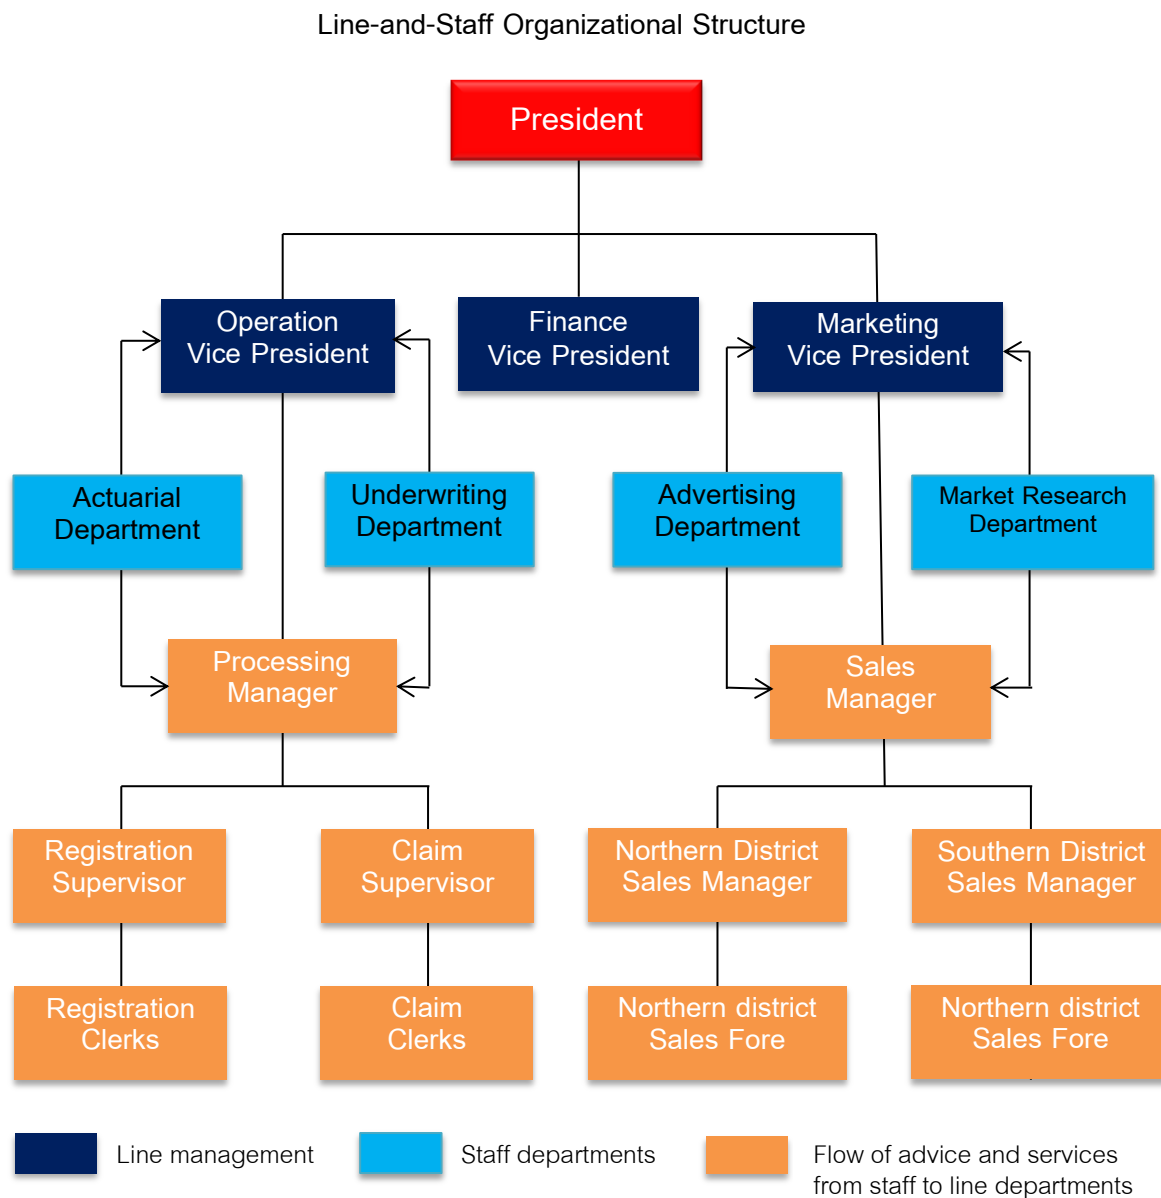 Line-and-Staff Organizational Structure
President
Operation
Vice President
Finance
Vice President
Marketing
Vice President
Actuarial
Department
Underwriting
Department
Advertising
Department
Market Research
Department
Processing
Manager
Sales
Manager
Registration
Supervisor
Claim
Supervisor
Northern District
Sales Manager
Southern District
Sales Manager
Registration
Clerks
Claim
Clerks
Northern district
Sales Fore
Northern district
Sales Fore
Line management
Staff departments
Flow of advice and services
from staff to line departments